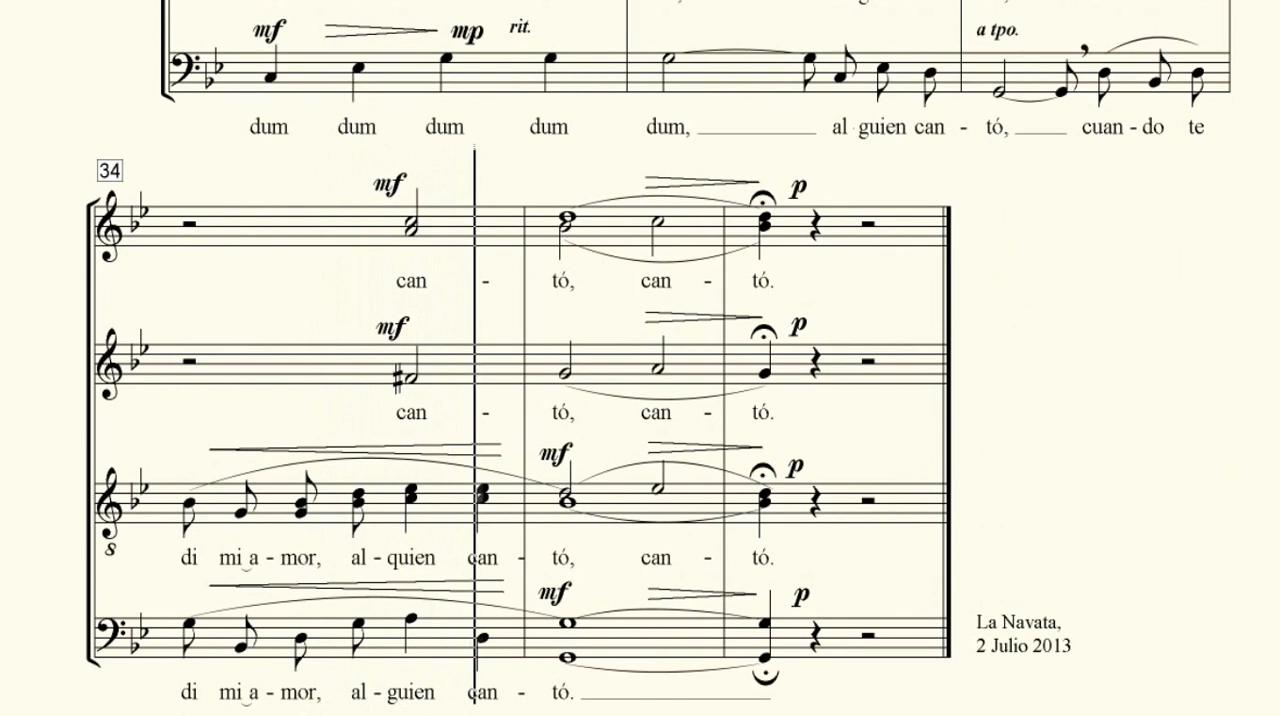 mf mp rit. a tpo.
dum dum dum dum dum, al guien can - tó, cuan - do te
34
mf p
can - tó, can - tó.
mf p
can - tó, can - tó.
mf p
8
di mi a - mor, al - quien can - tó, can - tó.
mf p
La Navata,
2 Julio 2013
di mi a - mor, al - guien can - tó.